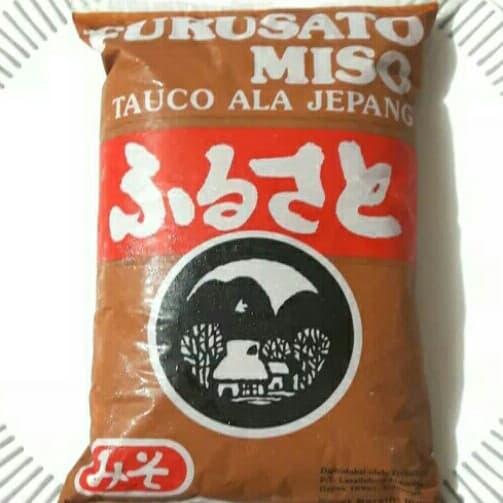 FURUSATO
MISO
TAUCO ALA JEPANG
ふるさと
みそ